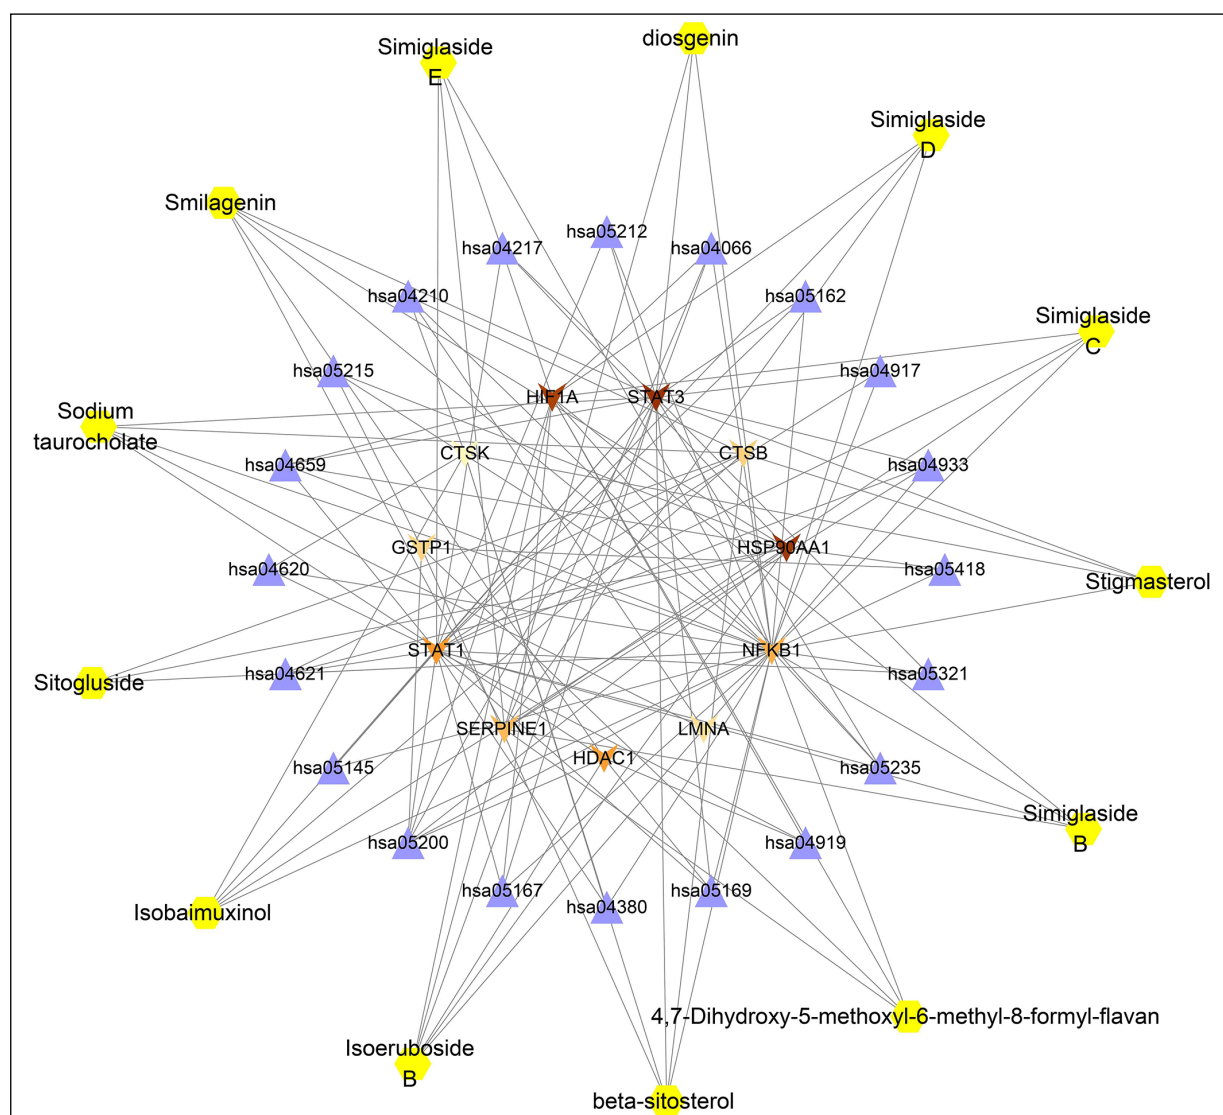 diosgenin
Simiglaside
E
Simiglaside
D
Smilagenin
hsa05212
hsa04217
hsa04066
hsa04210
hsa05162
Simiglaside
C
hsa05215
hsa04917
HIF1A
STAT3
Sodium
taurocholate
CTSK
CTSB
hsa04659
hsa04933
GSTP1
HSP90AA1
hsa04620
hsa05418
Stigmasterol
STAT1
NFKB1
hsa04621
hsa05321
Sitogluside
SERPINE1
LMNA
HDAC1
hsa05145
hsa05235
Simiglaside
B
hsa05200
hsa04919
hsa05167
hsa04380
hsa05169
Isobaimuxinol
4,7-Dihydroxy-5-methoxyl-6-methyl-8-formyl-flavan
Isoeruboside
B
beta-sitosterol